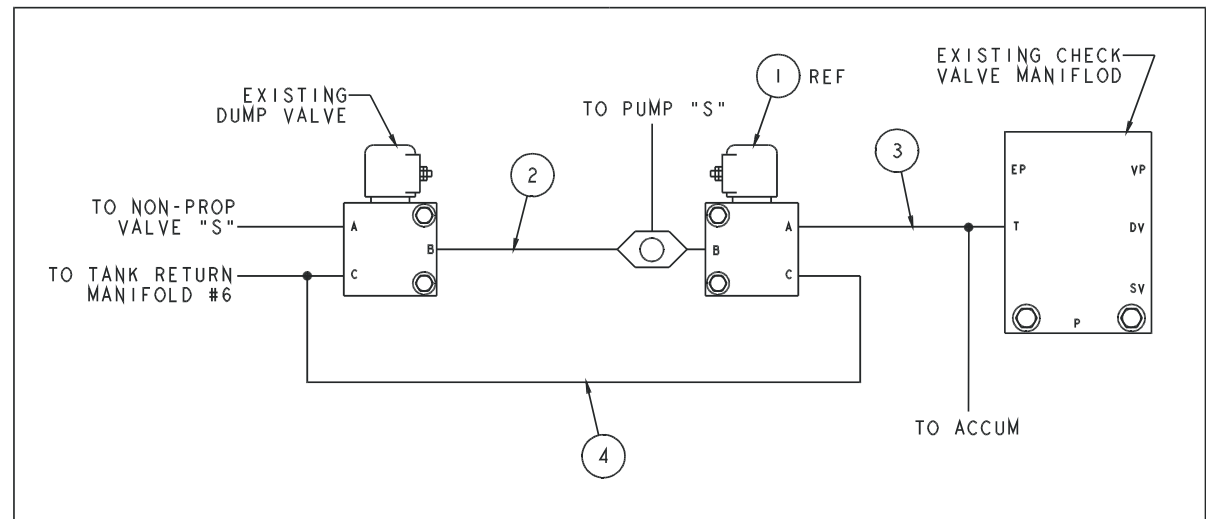 EXISTING
DUMP VALVE
TO PUMP "S"
1 REF
EXISTING CHECK
VALVE MANIFLOD
2
3
TO NON-PROP
VALVE "S"
TO TANK RETURN
MANIFOLD #6
A
B
C
A
B
C
EP
VP
T
DV
SV
P
TO ACCUM
4